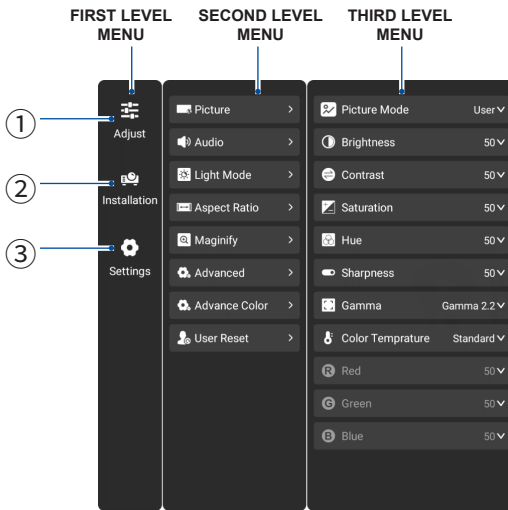 FIRST LEVEL MENU
SECOND LEVEL MENU
THIRD LEVEL MENU
1
Adjust
2
Installation
3
Settings
Picture >
Audio >
Light Mode >
Aspect Ratio >
Maginify >
Advanced >
Advance Color >
User Reset >
Picture Mode User
Brightness 50
Contrast 50
Saturation 50
Hue 50
Sharpness 50
Gamma Gamma 2.2
Color Temprature Standard
R Red 50
G Green 50
B Blue 50